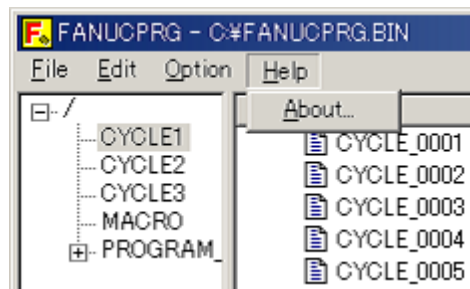 FANUCPRG - C:¥FANUCPRG.BIN
File Edit Option Help
About...
/
CYCLE1
CYCLE2
CYCLE3
MACRO
PROGRAM_
CYCLE_0001
CYCLE_0002
CYCLE_0003
CYCLE_0004
CYCLE_0005